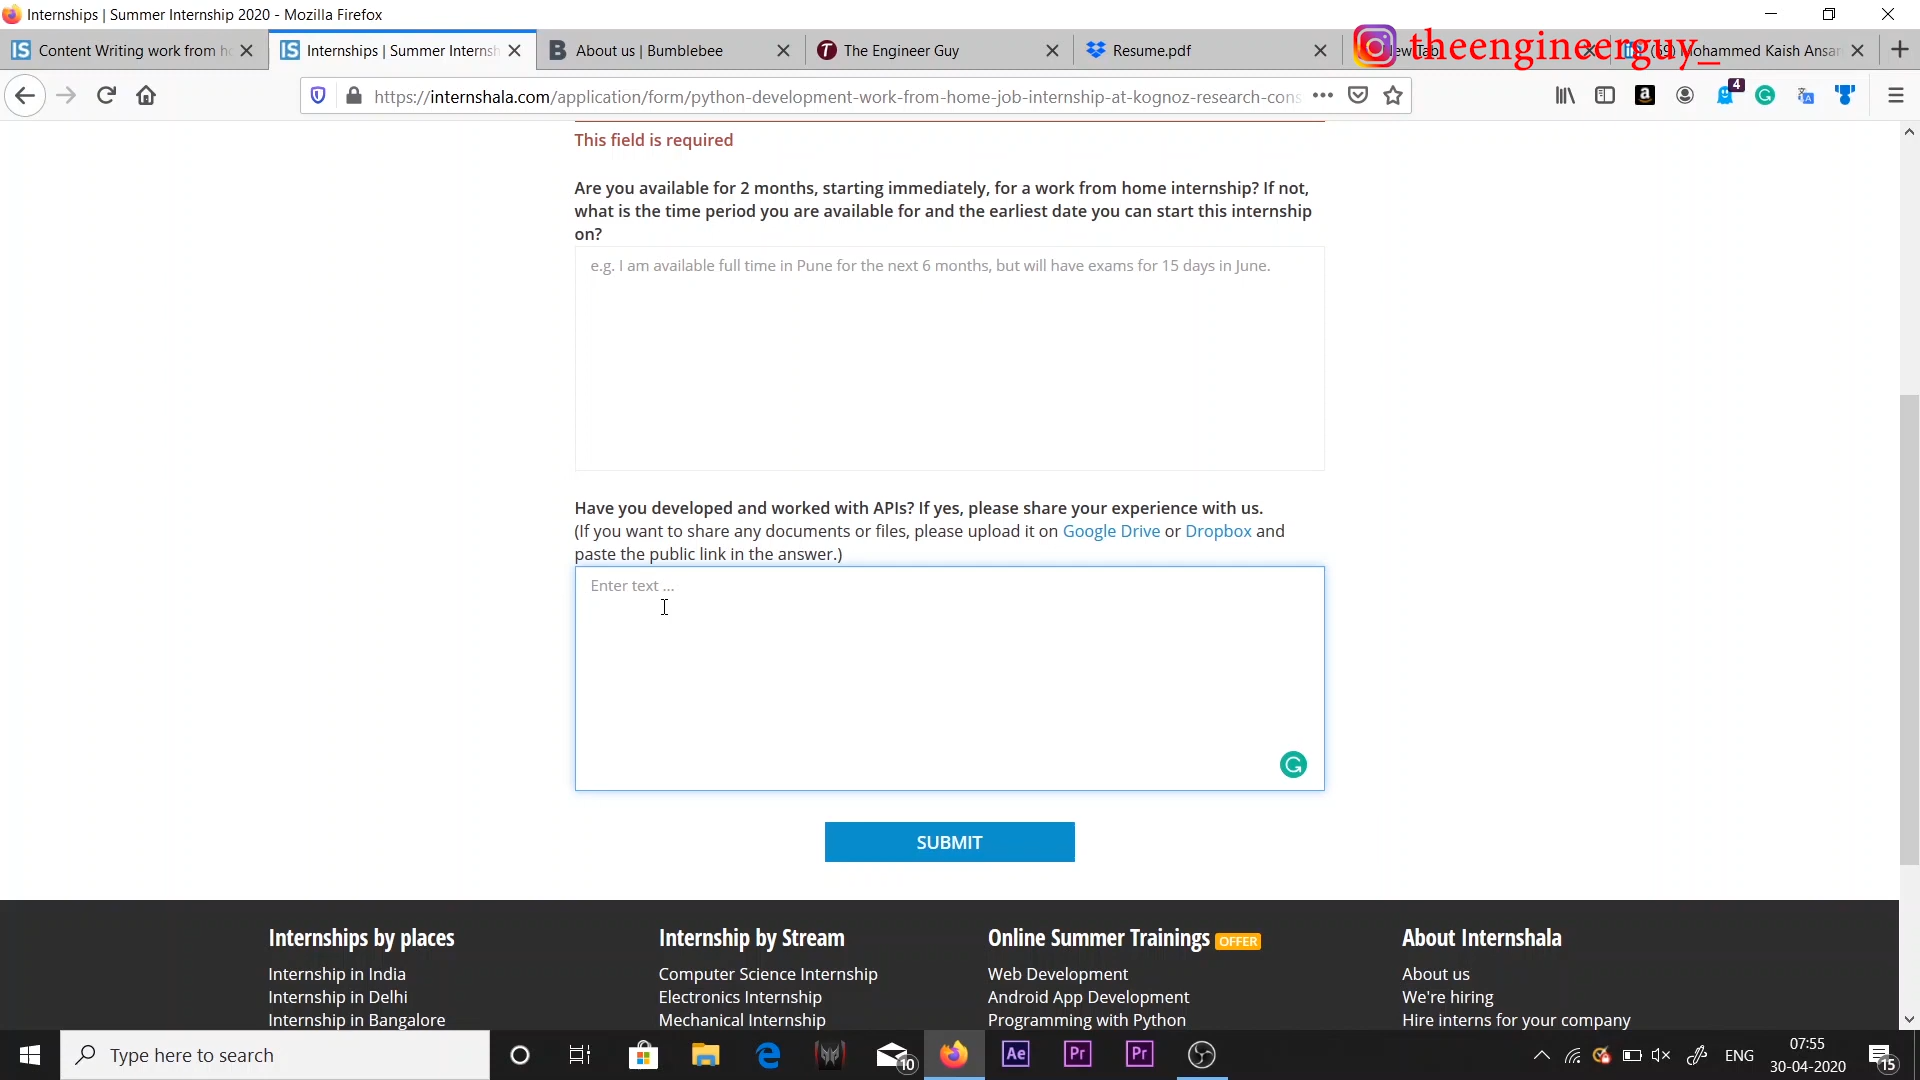 Internships | Summer Internship 2020 - Mozilla Firefox
Content Writing work from ho
Internships | Summer Internsh
About us | Bumblebee
The Engineer Guy
Resume.pdf
theengineerguy_
Mohammed Kaish Ansari
https://internshala.com/application/form/python-development-work-from-home-job-internship-at-kognoz-research-cons
4
This field is required
Are you available for 2 months, starting immediately, for a work from home internship? If not,
what is the time period you are available for and the earliest date you can start this internship
on?
e.g. I am available full time in Pune for the next 6 months, but will have exams for 15 days in June.
Have you developed and worked with APIs? If yes, please share your experience with us.
(If you want to share any documents or files, please upload it on Google Drive or Dropbox and
paste the public link in the answer.)
Enter text ...
SUBMIT
Internships by places
Internship in India
Internship in Delhi
Internship in Bangalore
Internship by Stream
Computer Science Internship
Electronics Internship
Mechanical Internship
Online Summer Trainings OFFER
Web Development
Android App Development
Programming with Python
About Internshala
About us
We're hiring
Hire interns for your company
Type here to search
10
Ae
Pr
Pr
ENG
07:55
30-04-2020
15